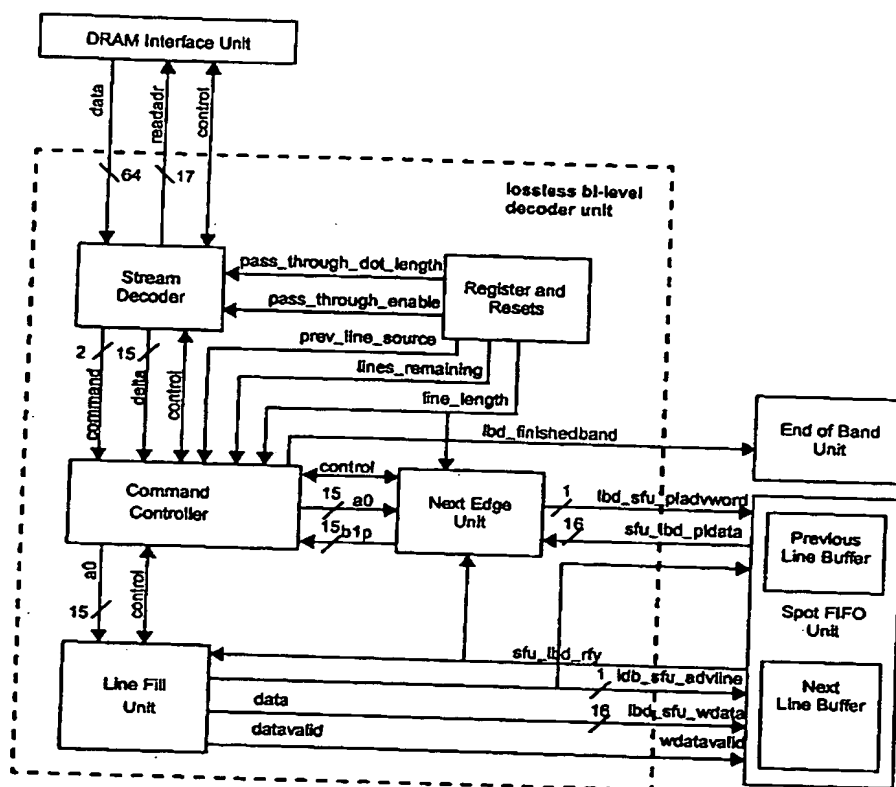 DRAM Interface Unit
data
readadr
control
64
17
lossless bi-level
decoder unit
Stream
Decoder
pass_through_dot_length
pass_through_enable
Register and
Resets
prev_line_source
lines_remaining
line_length
2
15
command
delta
control
lbd_finishedband
End of Band
Unit
Command
Controller
control
15
a0
15
b1p
Next Edge
Unit
1
lbd_sfu_pladvword
16
sfu_lbd_pldata
Previous
Line Buffer
Spot FIFO
Unit
a0
15
control
sfu_lbd_rfy
Line Fill
Unit
1
ldb_sfu_advline
data
16
lbd_sfu_wdata
datavalid
wdatavalid
Next
Line Buffer